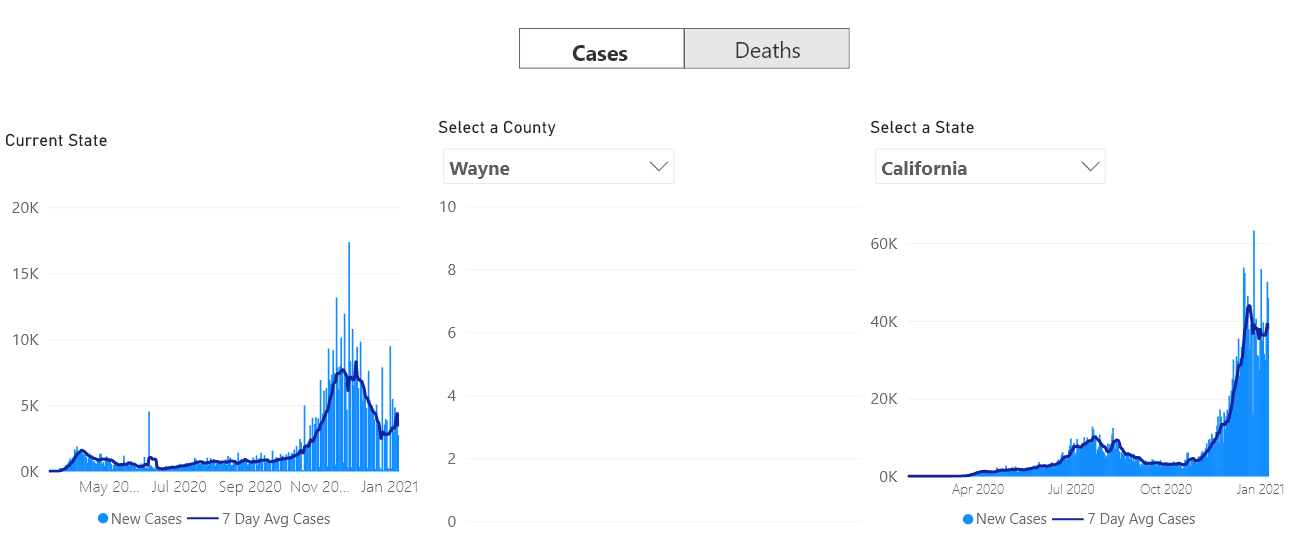 Cases Deaths
Current State
Select a County
Select a State
Wayne
California
20K
15K
10K
5K
0K
May 20... Jul 2020 Sep 2020 Nov 20... Jan 2021
New Cases 7 Day Avg Cases
10
8
6
4
2
0
60K
40K
20K
0K
Apr 2020 Jul 2020 Oct 2020 Jan 2021
New Cases 7 Day Avg Cases